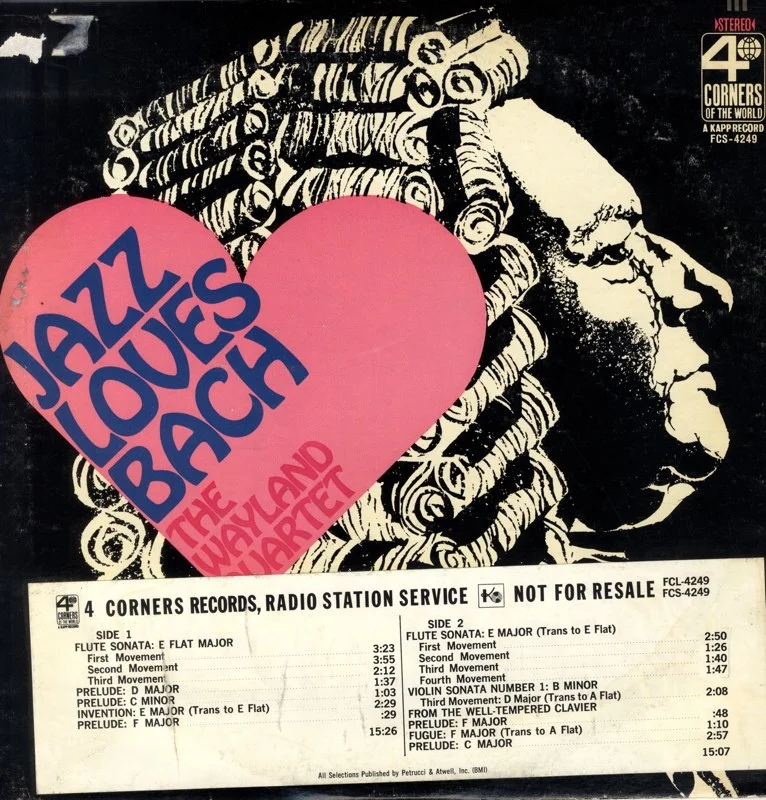 STEREO
4
CORNERS
OF THE WORLD
A KAPP RECORD
FCS-4249
JAZZ
LOVES
BACH
THE
WAYLAND
QUARTET
4 CORNERS RECORDS, RADIO STATION SERVICE K NOT FOR RESALE FCL-4249
FCS-4249
SIDE 1
FLUTE SONATA: E FLAT MAJOR
First Movement 3:23
Second Movement 3:55
Third Movement 2:12
PRELUDE: D MAJOR 1:37
PRELUDE: C MINOR 1:03
INVENTION: E MAJOR (Trans to E Flat) 2:29
PRELUDE: F MAJOR :29
15:26
SIDE 2
FLUTE SONATA: E MAJOR (Trans to E Flat)
First Movement 2:50
Second Movement 1:26
Third Movement 1:40
Fourth Movement 1:47
VIOLIN SONATA NUMBER 1: B MINOR
Third Movement: D Major (Trans to A Flat) 2:08
FROM THE WELL-TEMPERED CLAVIER
PRELUDE: F MAJOR :48
FUGUE: F MAJOR (Trans to A Flat) 1:10
PRELUDE: C MAJOR 2:57
15:07
All Selections Published by Petrucci & Atwell, Inc. (BMI)